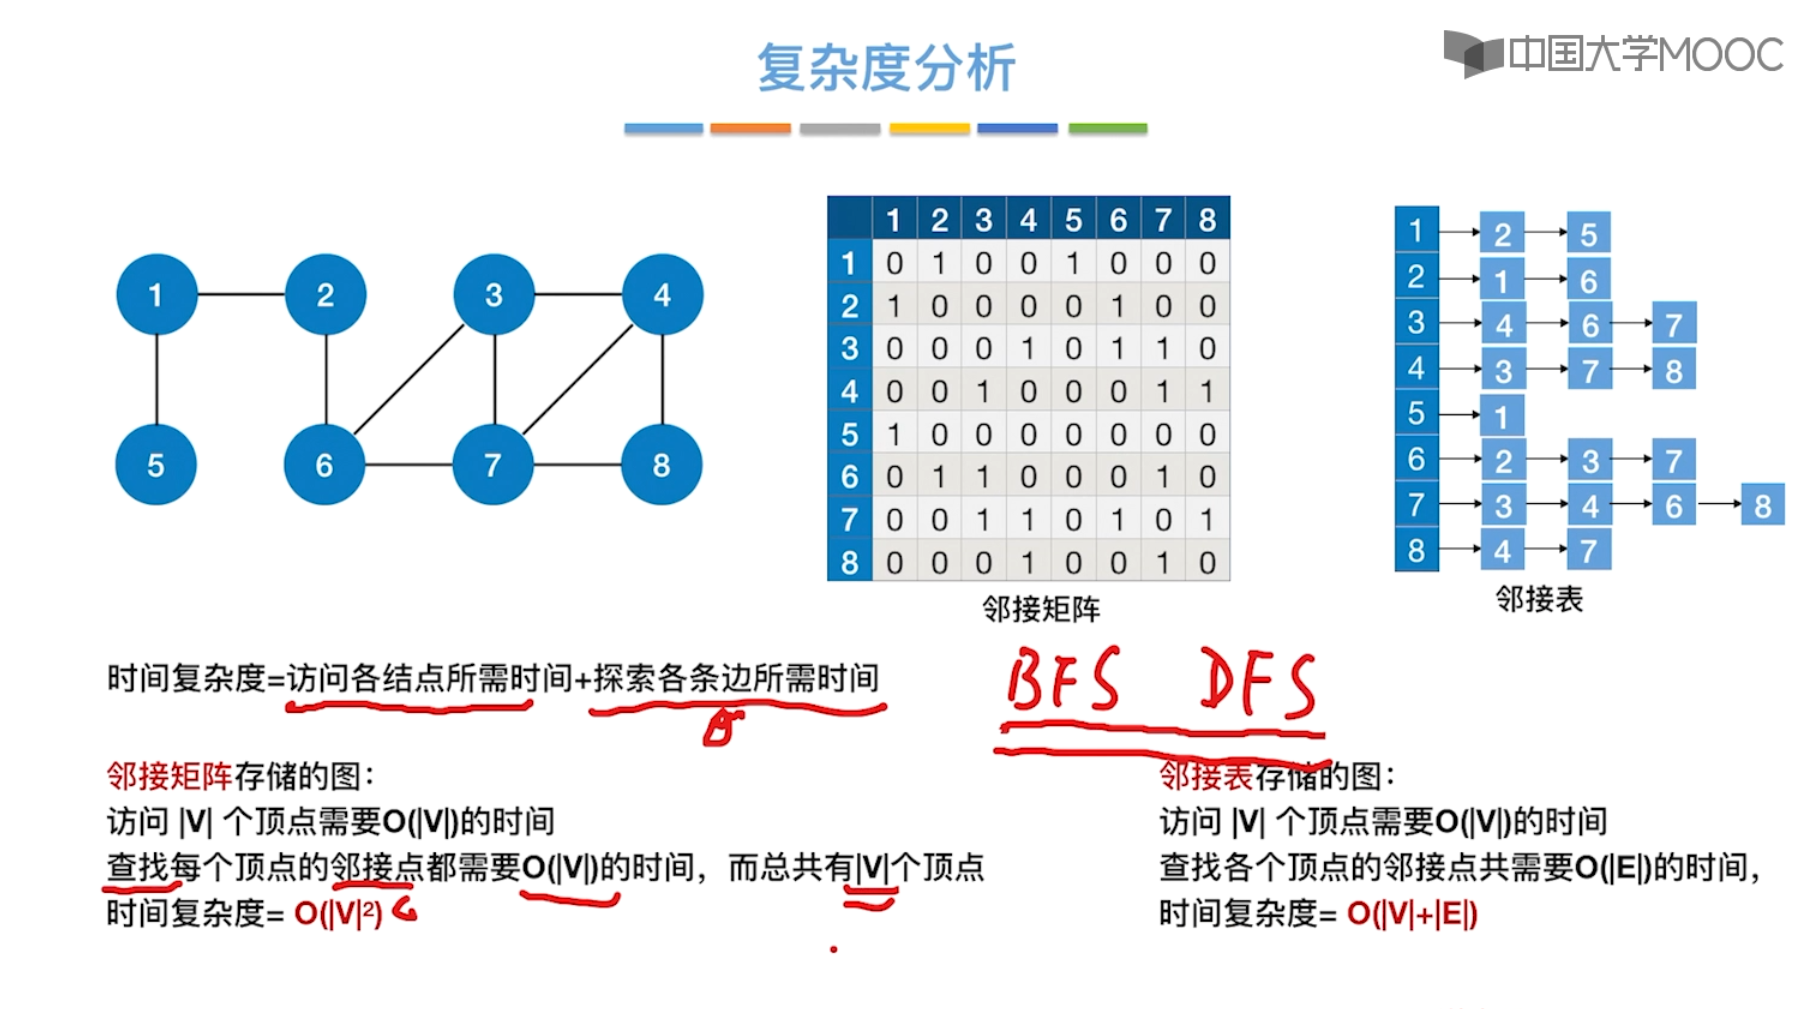 复杂度分析
中国大学MOOC
1 2 3 4
5 6 7 8
1 2 3 4 5 6 7 8
1 0 1 0 0 1 0 0 0
2 1 0 0 0 0 1 0 0
3 0 0 0 1 0 1 1 0
4 0 0 1 0 0 0 1 1
5 1 0 0 0 0 0 0 0
6 0 1 1 0 0 0 1 0
7 0 0 1 1 0 1 0 1
8 0 0 0 1 0 0 1 0
邻接矩阵
1 2 5
2 1 6
3 4 6 7
4 3 7 8
5 1
6 2 3 7
7 3 4 6 8
8 4 7
邻接表
时间复杂度=访问各结点所需时间+探索各条边所需时间
BFS DFS
邻接矩阵存储的图：
访问 |V| 个顶点需要O(|V|)的时间
查找每个顶点的邻接点都需要O(|V|)的时间，而总共有|V|个顶点
时间复杂度= O(|V|²)
邻接表存储的图：
访问 |V| 个顶点需要O(|V|)的时间
查找各个顶点的邻接点共需要O(|E|)的时间，
时间复杂度= O(|V|+|E|)